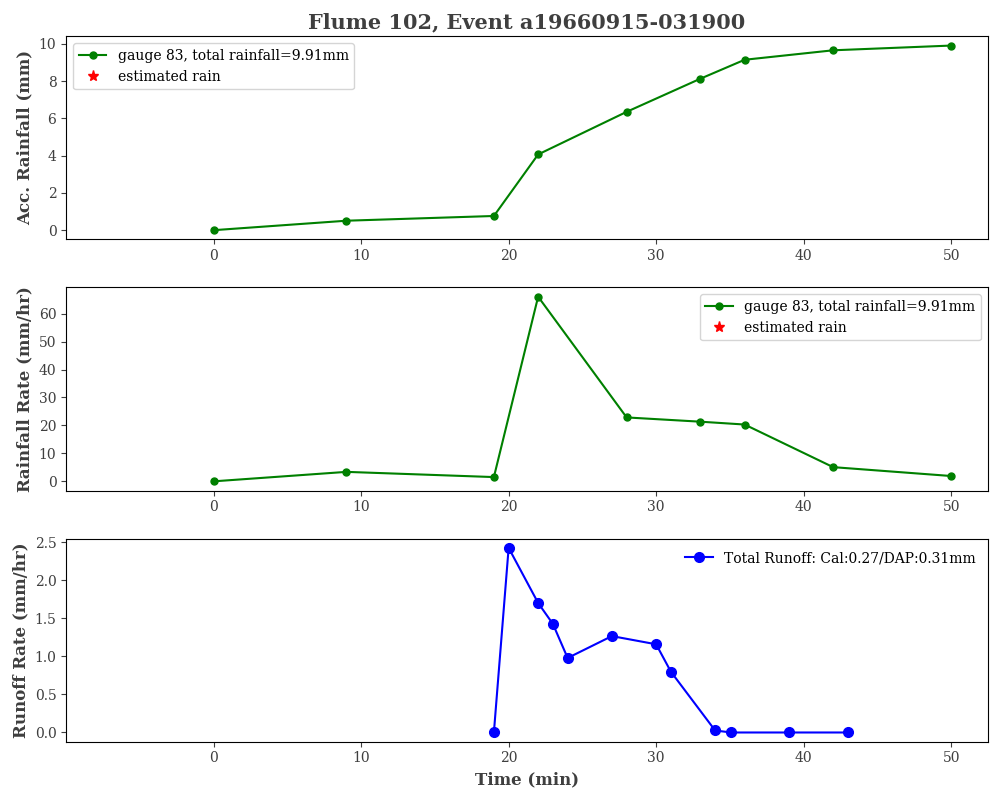 Flume 102, Event a19660915-031900
Acc. Rainfall (mm)
10
8
6
4
2
0
gauge 83, total rainfall=9.91mm
estimated rain
0 10 20 30 40 50
Rainfall Rate (mm/hr)
60
50
40
30
20
10
0
gauge 83, total rainfall=9.91mm
estimated rain
0 10 20 30 40 50
Runoff Rate (mm/hr)
2.5
2.0
1.5
1.0
0.5
0.0
Total Runoff: Cal:0.27/DAP:0.31mm
0 10 20 30 40 50
Time (min)